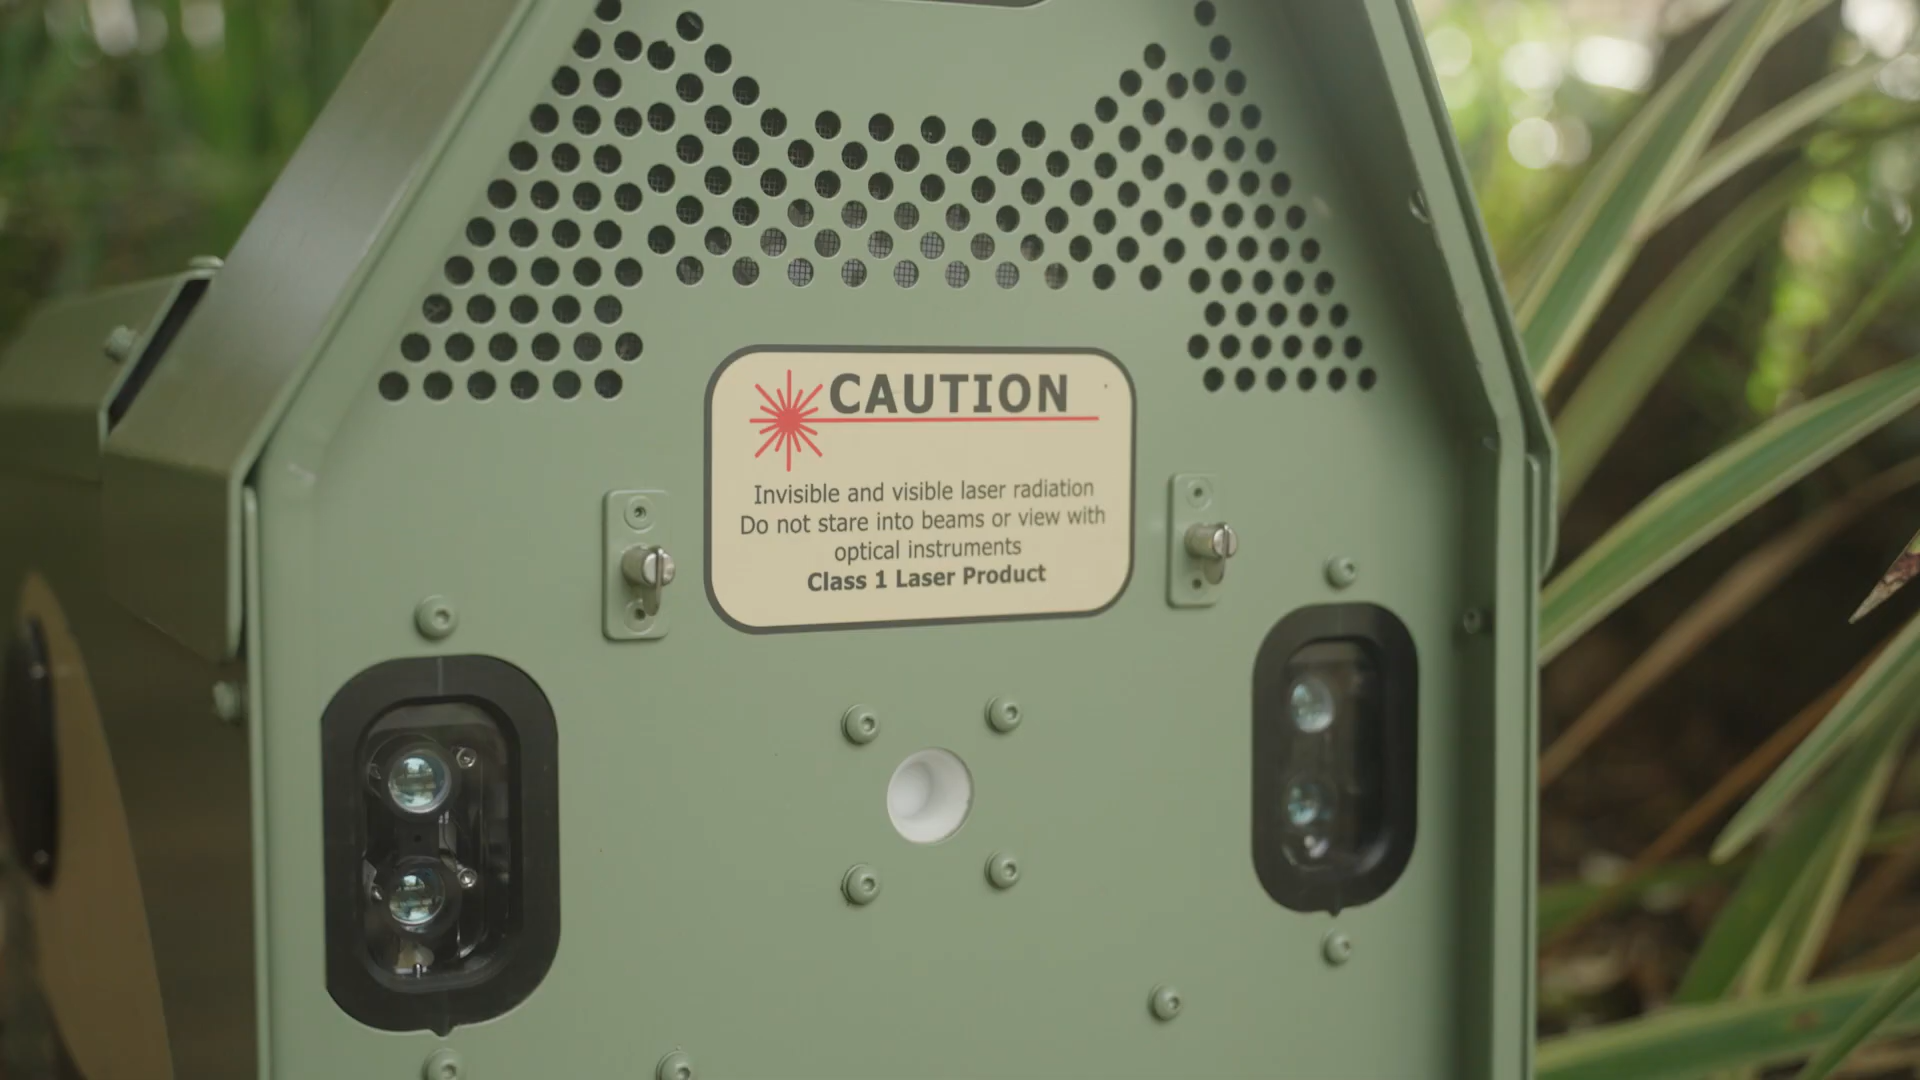 CAUTION
Invisible and visible laser radiation
Do not stare into beams or view with
optical instruments
Class 1 Laser Product